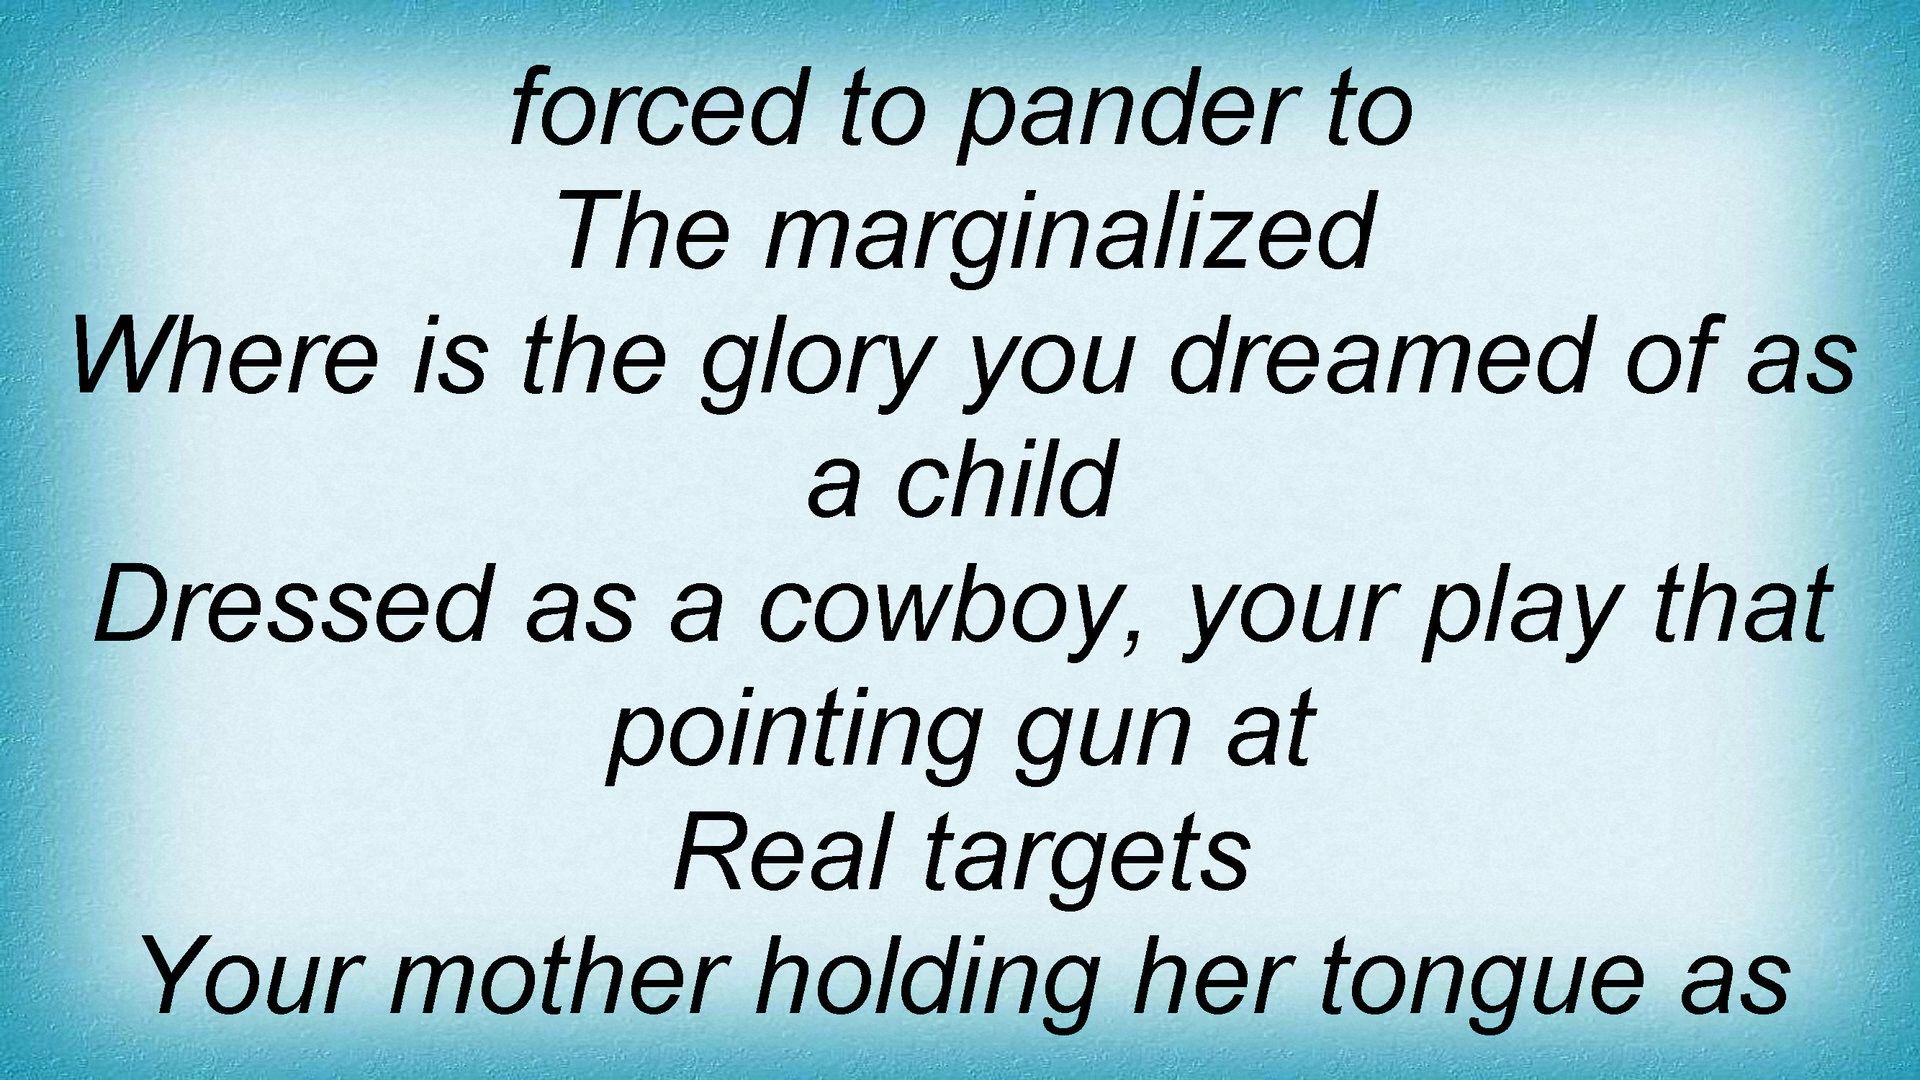 forced to pander to
The marginalized
Where is the glory you dreamed of as
a child
Dressed as a cowboy, your play that
pointing gun at
Real targets
Your mother holding her tongue as